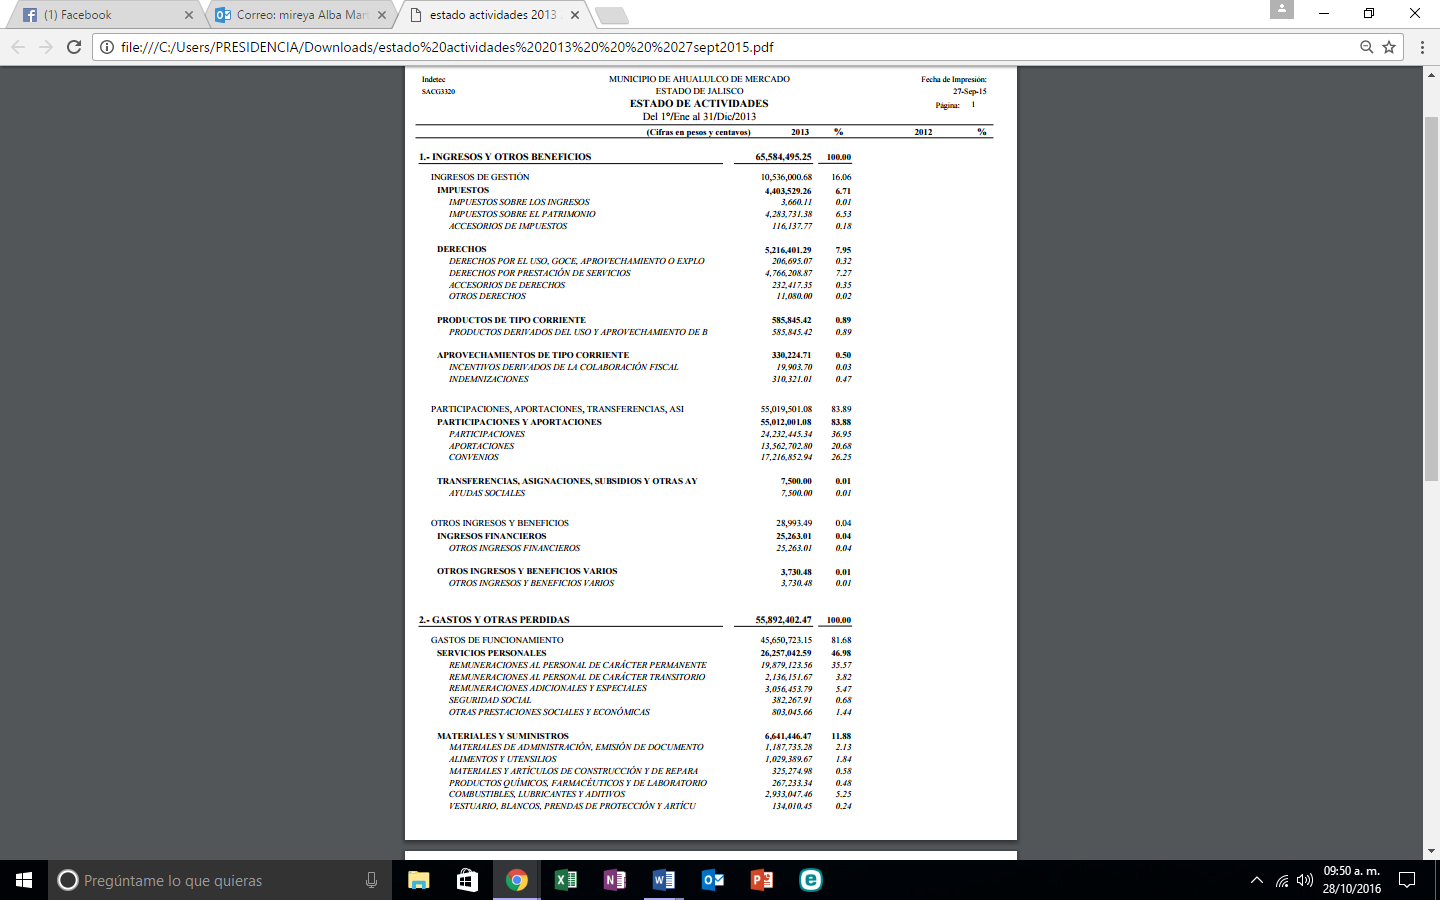 (1) Facebook
Correo: mireya Alba Mar
estado actividades 2013
file:///C:/Users/PRESIDENCIA/Downloads/estado%20actividades%202013%20%20%20%2027sept2015.pdf
Indetec MUNICIPIO DE AHUALULCO DE MERCADO Fecha de Impresión:
SACG3320 ESTADO DE JALISCO 27-Sep-15
ESTADO DE ACTIVIDADES Página: 1
Del 1º/Ene al 31/Dic/2013
(Cifras en pesos y centavos) 2013 % 2012 %
1.- INGRESOS Y OTROS BENEFICIOS 65,584,495.25 100.00
INGRESOS DE GESTIÓN 10,536,000.68 16.06
IMPUESTOS 4,403,529.26 6.71
IMPUESTOS SOBRE LOS INGRESOS 3,660.11 0.01
IMPUESTOS SOBRE EL PATRIMONIO 4,283,731.38 6.53
ACCESORIOS DE IMPUESTOS 116,137.77 0.18
DERECHOS 5,216,401.29 7.95
DERECHOS POR EL USO, GOCE, APROVECHAMIENTO O EXPLO 206,695.07 0.32
DERECHOS POR PRESTACIÓN DE SERVICIOS 4,766,208.87 7.27
ACCESORIOS DE DERECHOS 232,417.35 0.35
OTROS DERECHOS 11,080.00 0.02
PRODUCTOS DE TIPO CORRIENTE 585,845.42 0.89
PRODUCTOS DERIVADOS DEL USO Y APROVECHAMIENTO DE B 585,845.42 0.89
APROVECHAMIENTOS DE TIPO CORRIENTE 330,224.71 0.50
INCENTIVOS DERIVADOS DE LA COLABORACIÓN FISCAL 19,903.70 0.03
INDEMNIZACIONES 310,321.01 0.47
PARTICIPACIONES, APORTACIONES, TRANSFERENCIAS, ASI 55,019,501.08 83.89
PARTICIPACIONES Y APORTACIONES 55,012,001.08 83.88
PARTICIPACIONES 24,232,445.34 36.95
APORTACIONES 13,562,702.80 20.68
CONVENIOS 17,216,852.94 26.25
TRANSFERENCIAS, ASIGNACIONES, SUBSIDIOS Y OTRAS AY 7,500.00 0.01
AYUDAS SOCIALES 7,500.00 0.01
OTROS INGRESOS Y BENEFICIOS 28,993.49 0.04
INGRESOS FINANCIEROS 25,263.01 0.04
OTROS INGRESOS FINANCIEROS 25,263.01 0.04
OTROS INGRESOS Y BENEFICIOS VARIOS 3,730.48 0.01
OTROS INGRESOS Y BENEFICIOS VARIOS 3,730.48 0.01
2.- GASTOS Y OTRAS PERDIDAS 55,892,402.47 100.00
GASTOS DE FUNCIONAMIENTO 45,650,723.15 81.68
SERVICIOS PERSONALES 26,257,042.59 46.98
REMUNERACIONES AL PERSONAL DE CARÁCTER PERMANENTE 19,879,123.56 35.57
REMUNERACIONES AL PERSONAL DE CARÁCTER TRANSITORIO 2,136,151.67 3.82
REMUNERACIONES ADICIONALES Y ESPECIALES 3,056,453.79 5.47
SEGURIDAD SOCIAL 382,267.91 0.68
OTRAS PRESTACIONES SOCIALES Y ECONÓMICAS 803,045.66 1.44
MATERIALES Y SUMINISTROS 6,641,446.47 11.88
MATERIALES DE ADMINISTRACIÓN, EMISIÓN DE DOCUMENTO 1,187,735.28 2.13
ALIMENTOS Y UTENSILIOS 1,029,389.67 1.84
MATERIALES Y ARTÍCULOS DE CONSTRUCCIÓN Y DE REPARA 325,274.98 0.58
PRODUCTOS QUÍMICOS, FARMACÉUTICOS Y DE LABORATORIO 267,233.34 0.48
COMBUSTIBLES, LUBRICANTES Y ADITIVOS 2,933,047.46 5.25
VESTUARIO, BLANCOS, PRENDAS DE PROTECCIÓN Y ARTÍCU 134,010.45 0.24
Pregúntame lo que quieras
09:50 a. m.
28/10/2016